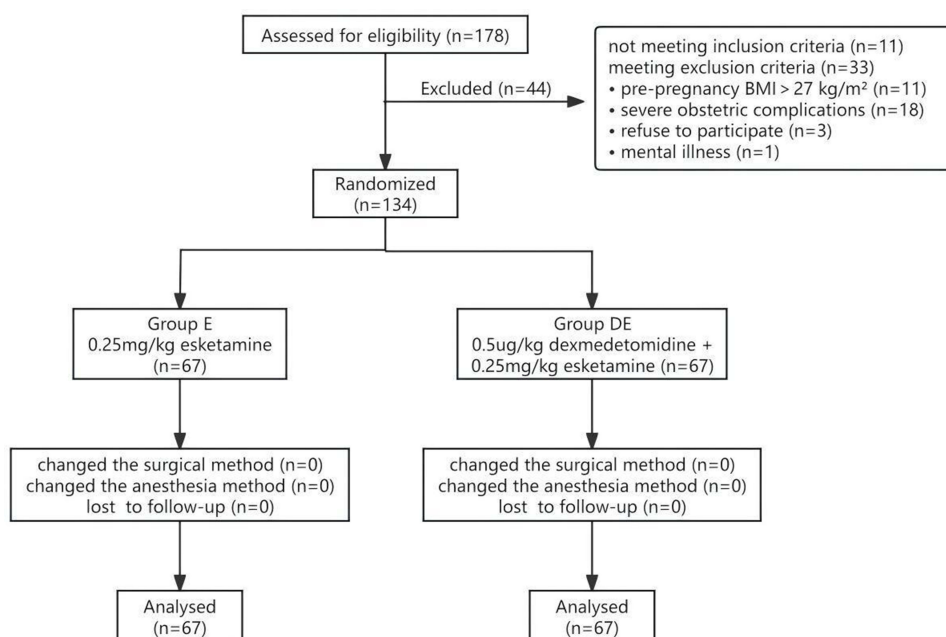 Assessed for eligibility (n=178)
Excluded (n=44)
not meeting inclusion criteria (n=11)
meeting exclusion criteria (n=33)
• pre-pregnancy BMI > 27 kg/m² (n=11)
• severe obstetric complications (n=18)
• refuse to participate (n=3)
• mental illness (n=1)
Randomized
(n=134)
Group E
0.25mg/kg esketamine
(n=67)
Group DE
0.5ug/kg dexmedetomidine +
0.25mg/kg esketamine (n=67)
changed the surgical method (n=0)
changed the anesthesia method (n=0)
lost to follow-up (n=0)
changed the surgical method (n=0)
changed the anesthesia method (n=0)
lost to follow-up (n=0)
Analysed
(n=67)
Analysed
(n=67)